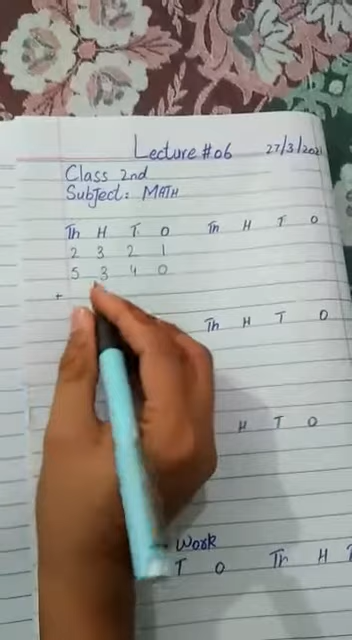 Lecture #06 27/3/2021
Class 2nd
Subject: MATH
Th H T O Th H T O
2 3 2 1
5 3 4 0
+
Th H T O
H T O
Work
T O Th H T